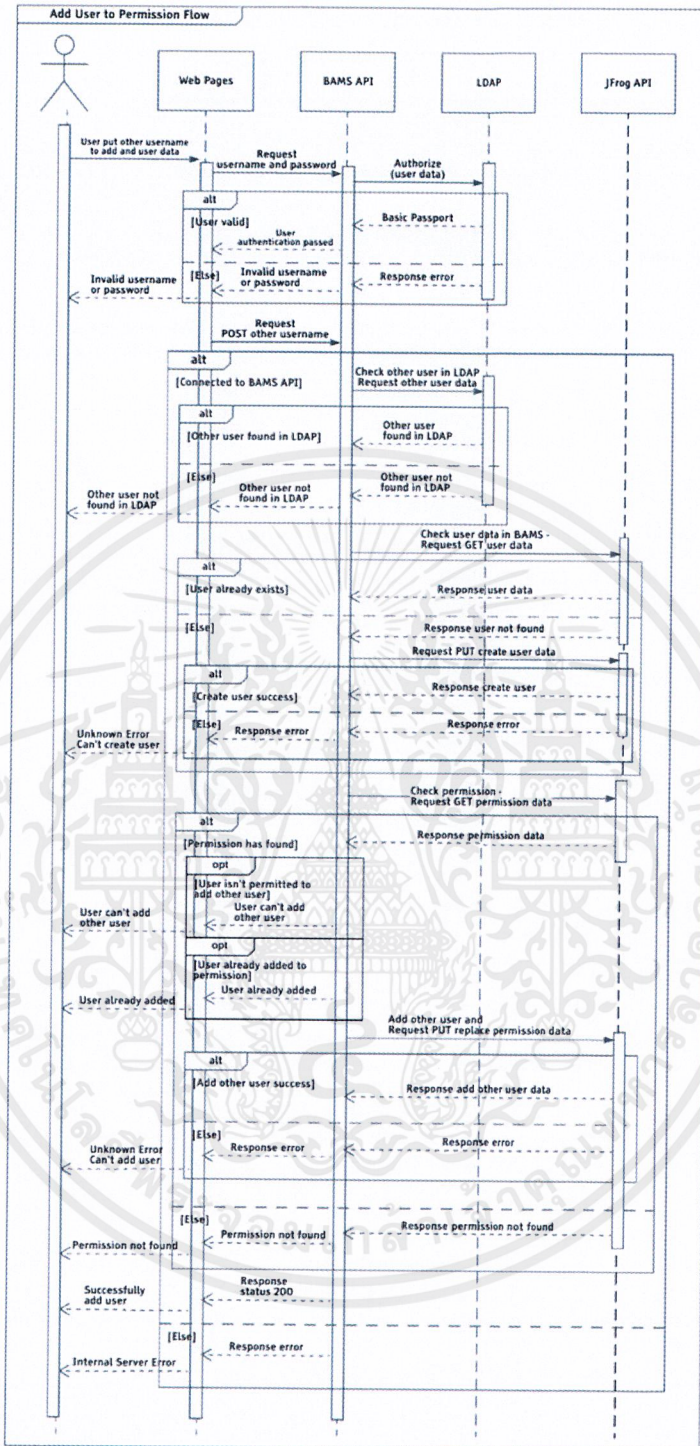 Add User to Permission Flow
Web Pages
BAMS API
LDAP
JFrog API
User put other username
to add and user data
Request
username and password
Authorize
(user data)
alt
[User valid]
Basic Passport
User
authentication passed
[Else]
Invalid username
or password
Response error
Invalid username
or password
Request
POST other username
alt
[Connected to BAMS API]
Check other user in LDAP
Request other user data
alt
[Other user found in LDAP]
Other user
found in LDAP
[Else]
Other user not
found in LDAP
Other user not
found in LDAP
Other user not
found in LDAP
Check user data in BAMS -
Request GET user data
alt
[User already exists]
Response user data
[Else]
Response user not found
Request PUT create user data
alt
[Create user success]
Response create user
[Else]
Response error
Response error
Unknown Error
Can't create user
Check permission -
Request GET permission data
alt
[Permission has found]
Response permission data
opt
[User isn't permitted to
add other user]
User can't add
other user
User can't add
other user
opt
[User already added to
permission]
User already added
User already added
Add other user and
Request PUT replace permission data
alt
[Add other user success]
Response add other user data
[Else]
Response error
Response error
Unknown Error
Can't add user
[Else]
Response permission not found
Permission not found
Permission not found
Response
status 200
Successfully
add user
[Else]
Response error
Internal Server Error